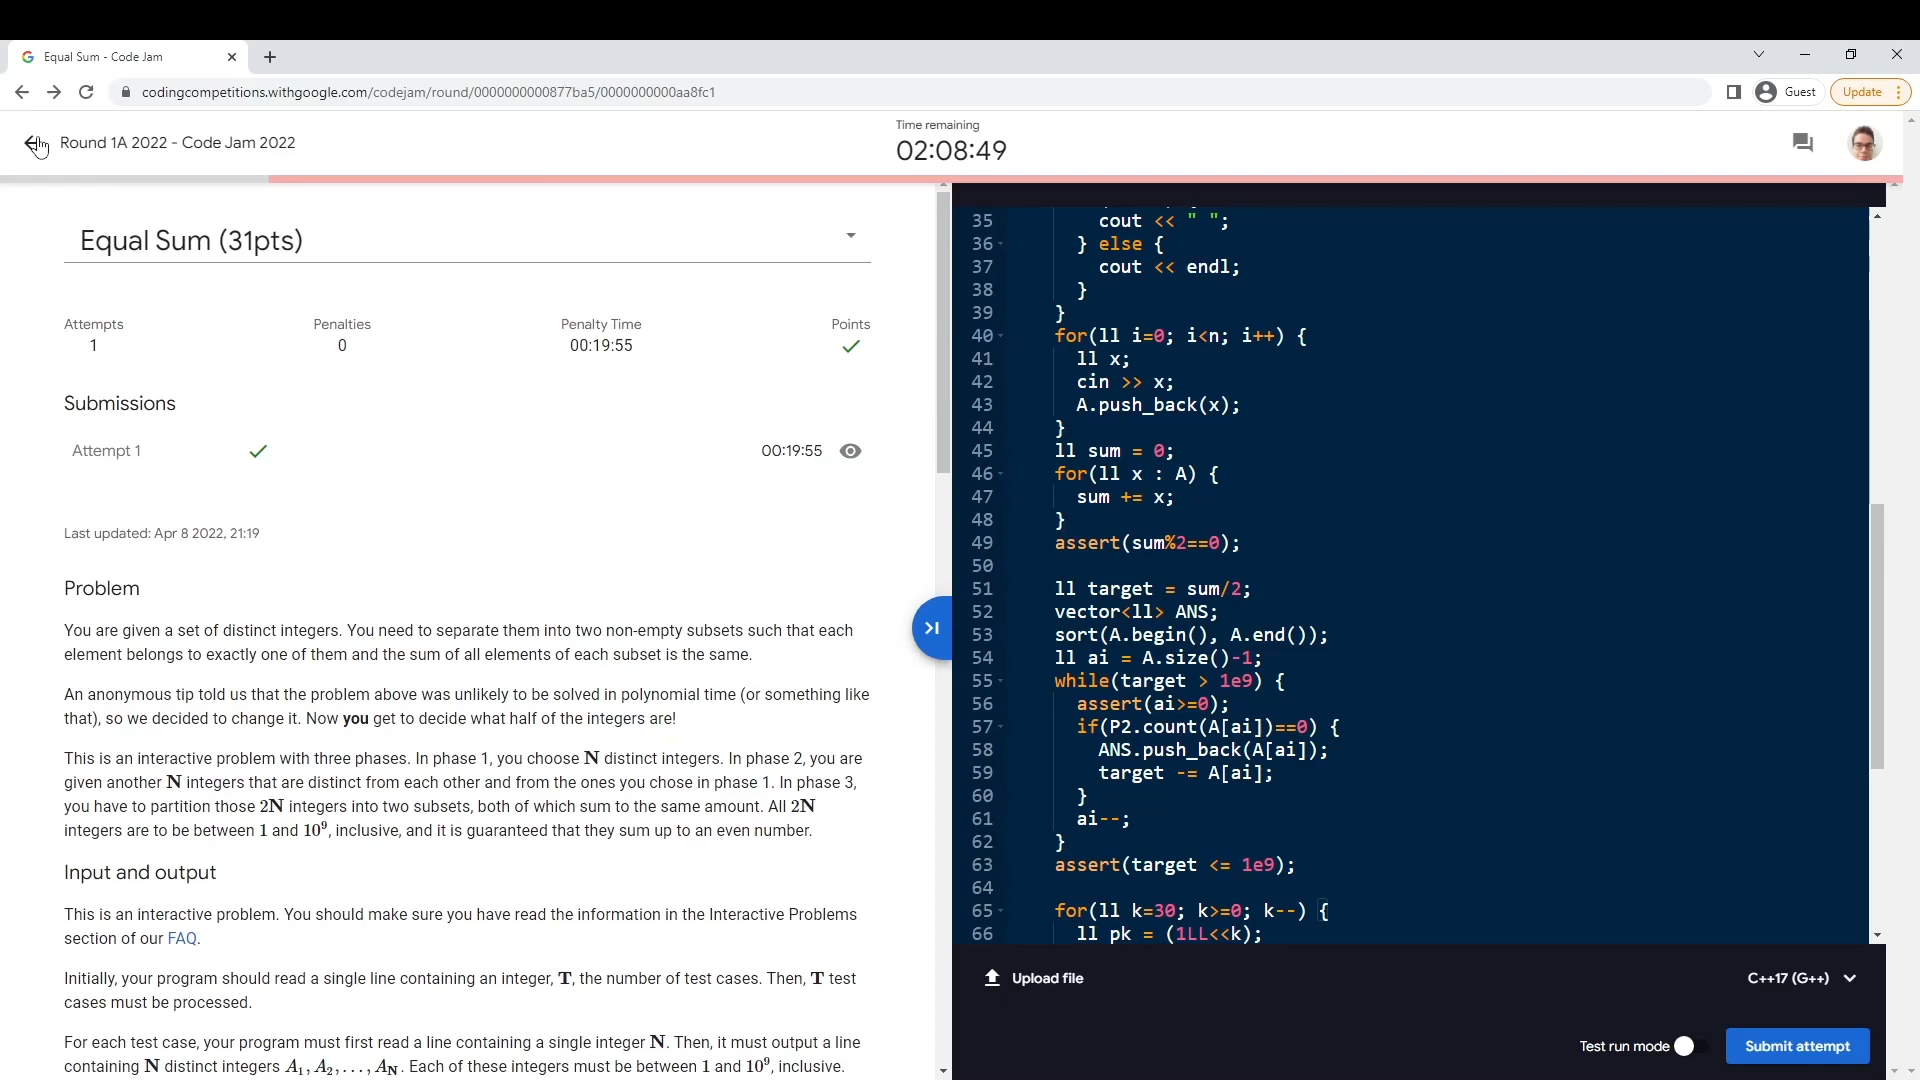 Equal Sum - Code Jam
codingcompetitions.withgoogle.com/codejam/round/0000000000877ba5/0000000000aa8fc1
Guest
Update
Round 1A 2022 - Code Jam 2022
Time remaining
02:08:49
Equal Sum (31pts)
Attempts Penalties Penalty Time Points
1 0 00:19:55
Submissions
Attempt 1 00:19:55
Last updated: Apr 8 2022, 21:19
Problem
You are given a set of distinct integers. You need to separate them into two non-empty subsets such that each
element belongs to exactly one of them and the sum of all elements of each subset is the same.
An anonymous tip told us that the problem above was unlikely to be solved in polynomial time (or something like
that), so we decided to change it. Now you get to decide what half of the integers are!
This is an interactive problem with three phases. In phase 1, you choose N distinct integers. In phase 2, you are
given another N integers that are distinct from each other and from the ones you chose in phase 1. In phase 3,
you have to partition those 2N integers into two subsets, both of which sum to the same amount. All 2N
integers are to be between 1 and 10⁹, inclusive, and it is guaranteed that they sum up to an even number.
Input and output
This is an interactive problem. You should make sure you have read the information in the Interactive Problems
section of our FAQ.
Initially, your program should read a single line containing an integer, T, the number of test cases. Then, T test
cases must be processed.
For each test case, your program must first read a line containing a single integer N. Then, it must output a line
containing N distinct integers A₁, A₂, . . . , A_N. Each of these integers must be between 1 and 10⁹, inclusive.
35 cout << " ";
36 } else {
37 cout << endl;
38 }
39 }
40 for(ll i=0; i<n; i++) {
41 ll x;
42 cin >> x;
43 A.push_back(x);
44 }
45 ll sum = 0;
46 for(ll x : A) {
47 sum += x;
48 }
49 assert(sum%2==0);
50
51 ll target = sum/2;
52 vector<ll> ANS;
53 sort(A.begin(), A.end());
54 ll ai = A.size()-1;
55 while(target > 1e9) {
56 assert(ai>=0);
57 if(P2.count(A[ai])==0) {
58 ANS.push_back(A[ai]);
59 target -= A[ai];
60 }
61 ai--;
62 }
63 assert(target <= 1e9);
64
65 for(ll k=30; k>=0; k--) {
66 ll pk = (1LL<<k);
Upload file
C++17 (G++)
Test run mode
Submit attempt